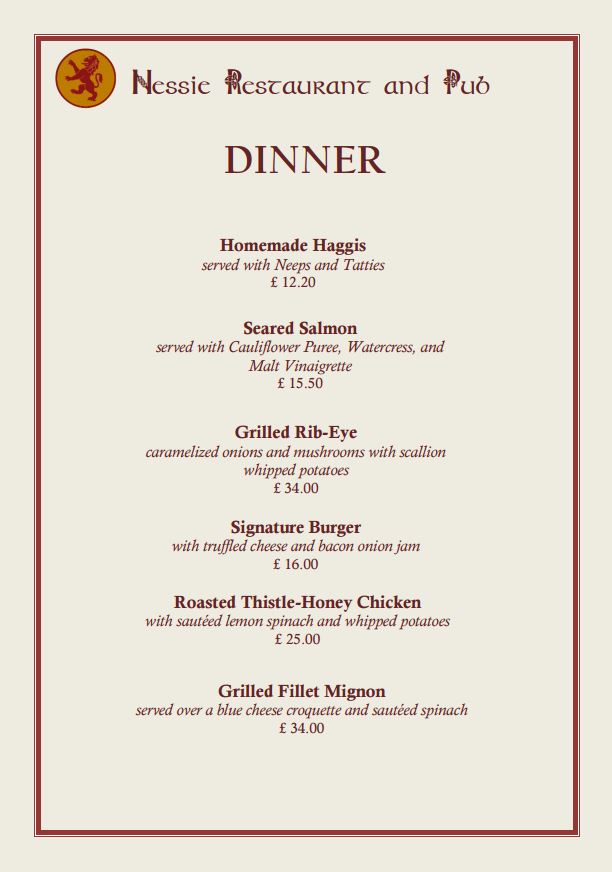 Nessie Restaurant and Pub
DINNER
Homemade Haggis
served with Neeps and Tatties
£ 12.20
Seared Salmon
served with Cauliflower Puree, Watercress, and
Malt Vinaigrette
£ 15.50
Grilled Rib-Eye
caramelized onions and mushrooms with scallion
whipped potatoes
£ 34.00
Signature Burger
with truffled cheese and bacon onion jam
£ 16.00
Roasted Thistle-Honey Chicken
with sautéed lemon spinach and whipped potatoes
£ 25.00
Grilled Fillet Mignon
served over a blue cheese croquette and sautéed spinach
£ 34.00